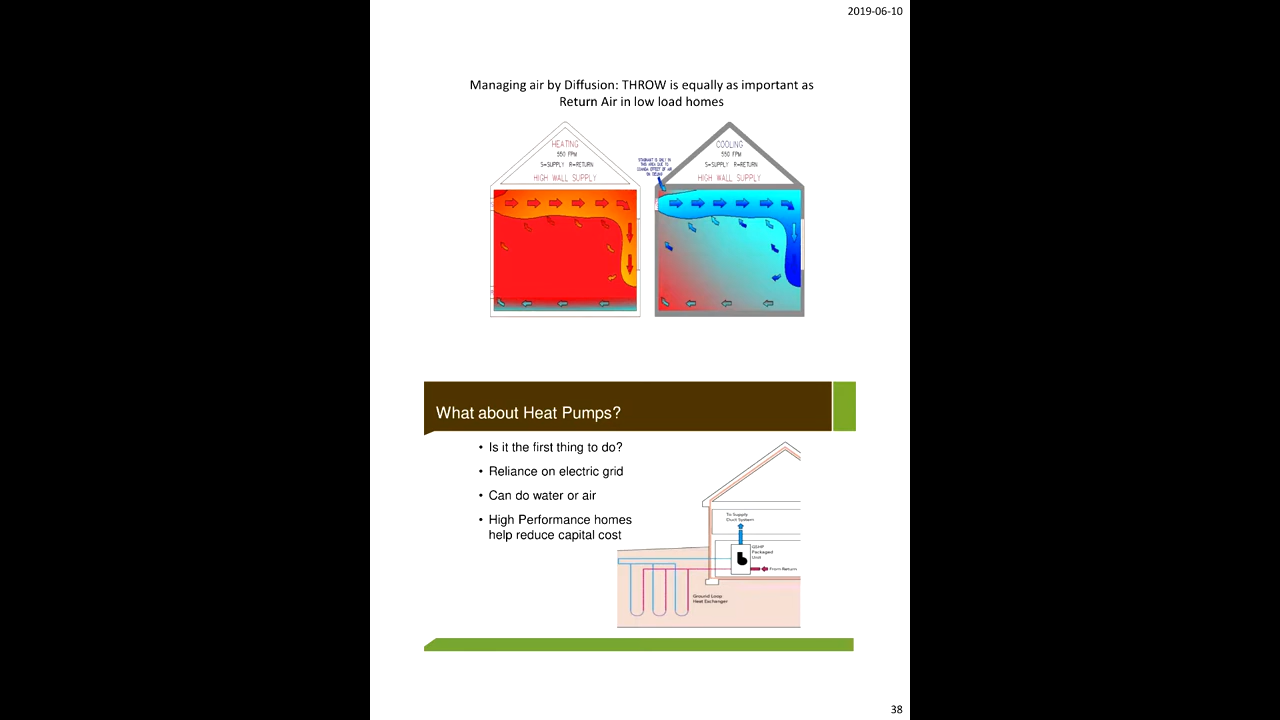 2019-06-10
Managing air by Diffusion: THROW is equally as important as
Return Air in low load homes
HEATING
550 FPM
S=SUPPLY R=RETURN
HIGH WALL SUPPLY
COOLING
550 FPM
S=SUPPLY R=RETURN
HIGH WALL SUPPLY
What about Heat Pumps?
• Is it the first thing to do?
• Reliance on electric grid
• Can do water or air
• High Performance homes
help reduce capital cost
To Supply
Duct System
GSHP
Packaged
Unit
From Return
Ground Loop
Heat Exchanger
38